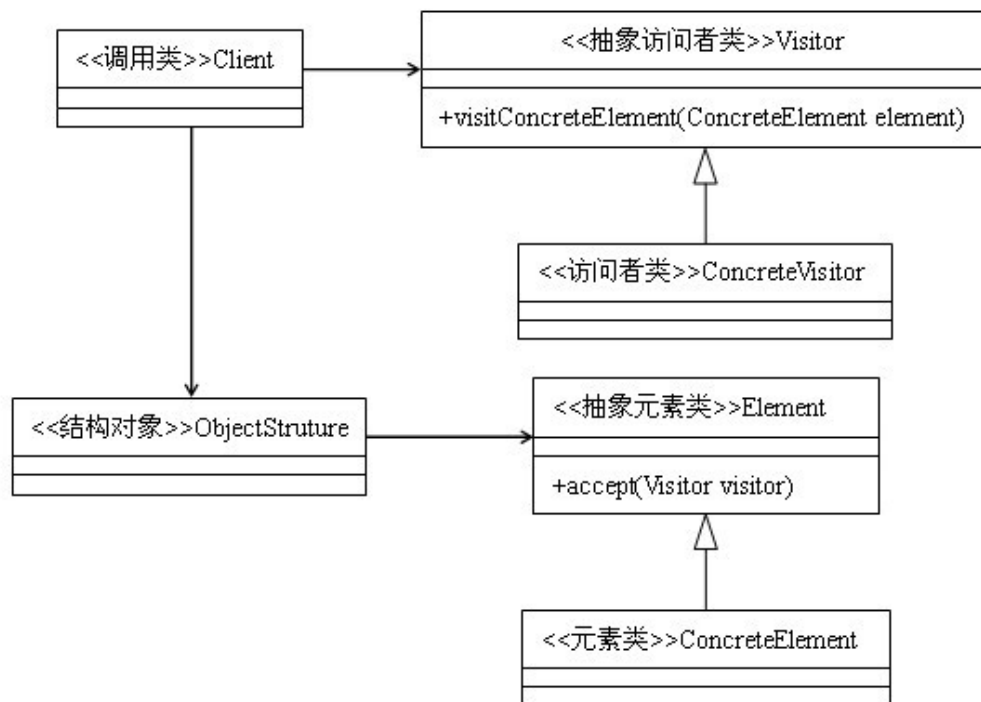 <<调用类>>Client
<<抽象访问者类>>Visitor
+visitConcreteElement(ConcreteElement element)
<<访问者类>>ConcreteVisitor
<<结构对象>>ObjectStruture
<<抽象元素类>>Element
+accept(Visitor visitor)
<<元素类>>ConcreteElement